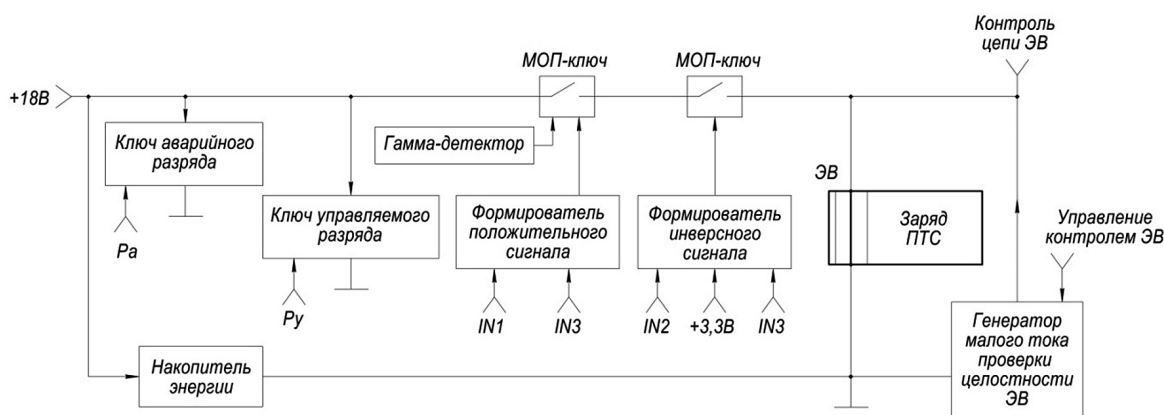 Контроль
цепи ЭВ
МОП-ключ
МОП-ключ
+18В
Ключ аварийного
разряда
Гамма-детектор
ЭВ
Ключ управляемого
разряда
Формирователь
положительного
сигнала
Формирователь
инверсного
сигнала
Заряд
ПТС
Управление
контролем ЭВ
Ра
Ру
IN1
IN3
IN2
+3,3В
IN3
Генератор
малого тока
проверки
целостности
ЭВ
Накопитель
энергии